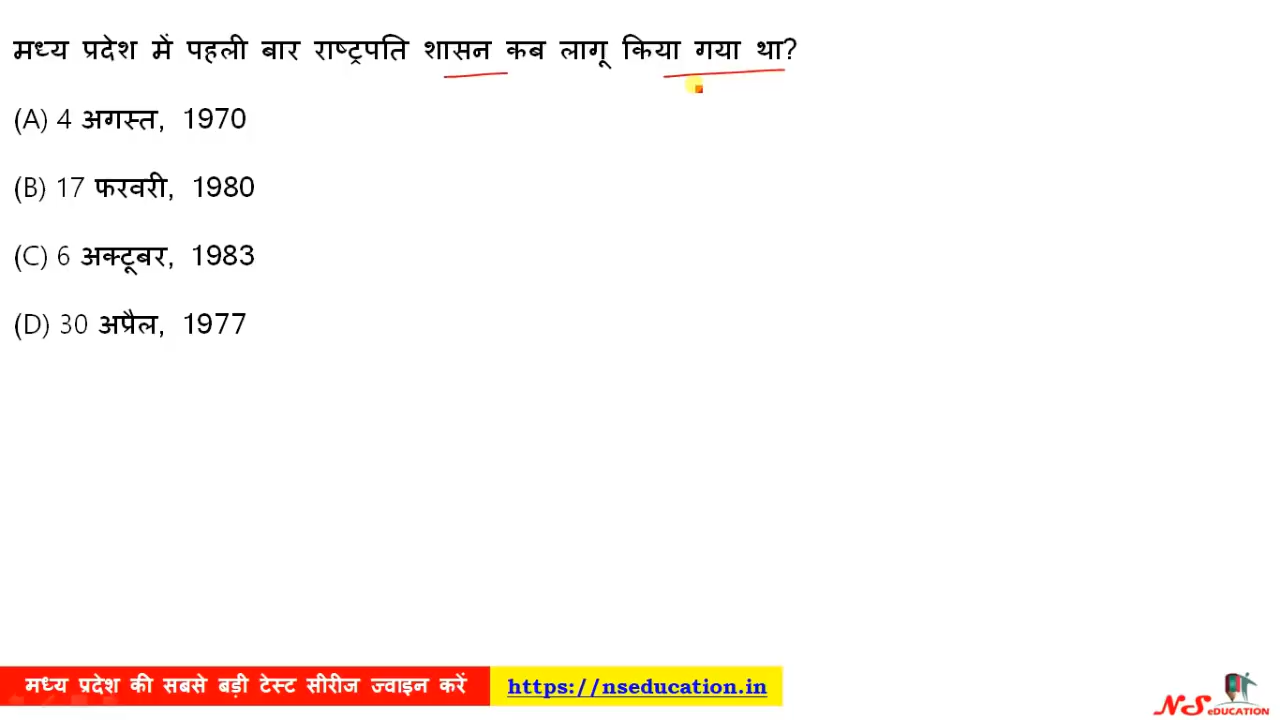 मध्य प्रदेश में पहली बार राष्ट्रपति शासन कब लागू किया गया था?
(A) 4 अगस्त, 1970
(B) 17 फरवरी, 1980
(C) 6 अक्टूबर, 1983
(D) 30 अप्रैल, 1977
मध्य प्रदेश की सबसे बड़ी टेस्ट सीरीज ज्वाइन करें https://nseducation.in
NS eDUCATION